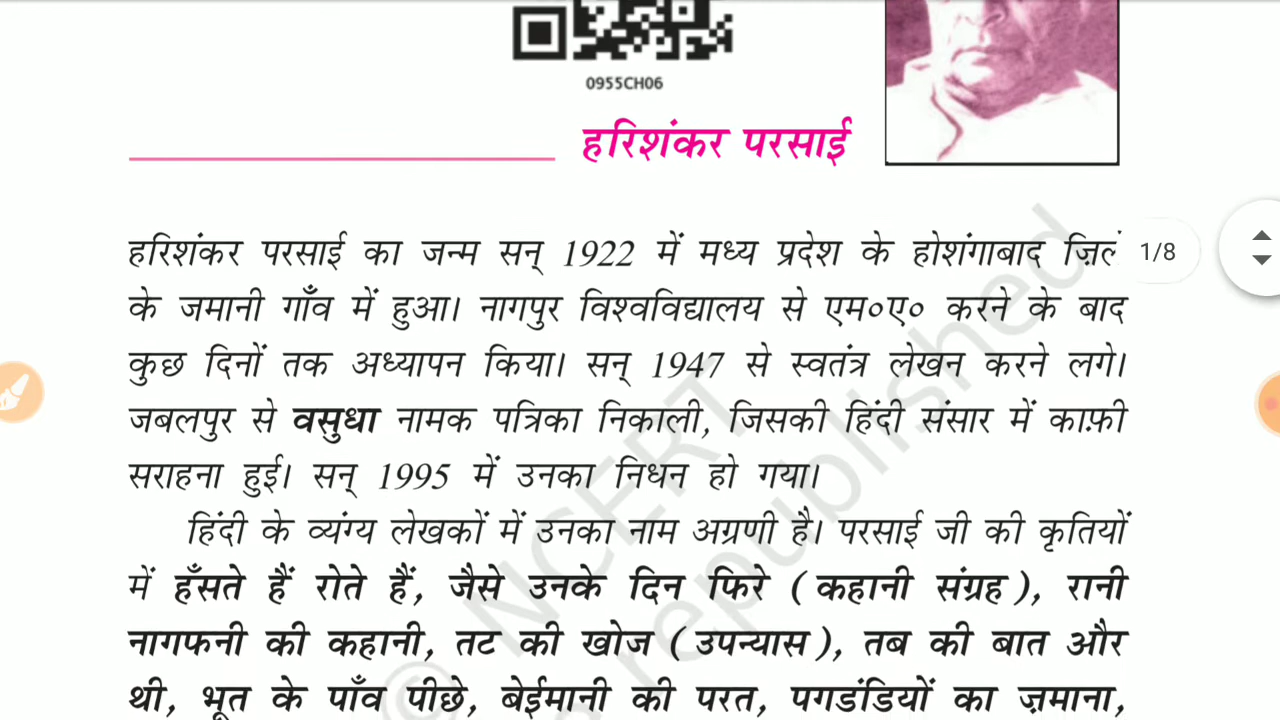 0955CH06
हरिशंकर परसाई
हरिशंकर परसाई का जन्म सन् 1922 में मध्य प्रदेश के होशंगाबाद ज़िले
1/8
के जमानी गाँव में हुआ। नागपुर विश्वविद्यालय से एम०ए० करने के बाद
कुछ दिनों तक अध्यापन किया। सन् 1947 से स्वतंत्र लेखन करने लगे।
जबलपुर से वसुधा नामक पत्रिका निकाली, जिसकी हिंदी संसार में काफ़ी
सराहना हुई। सन् 1995 में उनका निधन हो गया।
हिंदी के व्यंग्य लेखकों में उनका नाम अग्रणी है। परसाई जी की कृतियों
में हँसते हैं रोते हैं, जैसे उनके दिन फिरे (कहानी संग्रह), रानी
नागफनी की कहानी, तट की खोज (उपन्यास), तब की बात और
थी, भूत के पाँव पीछे, बेईमानी की परत, पगडंडियों का ज़माना,
© NCERT
republished